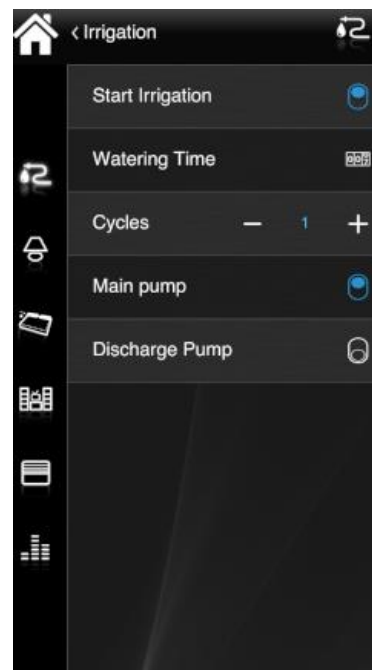 < Irrigation
Start Irrigation
Watering Time
Cycles − 1 +
Main pump
Discharge Pump